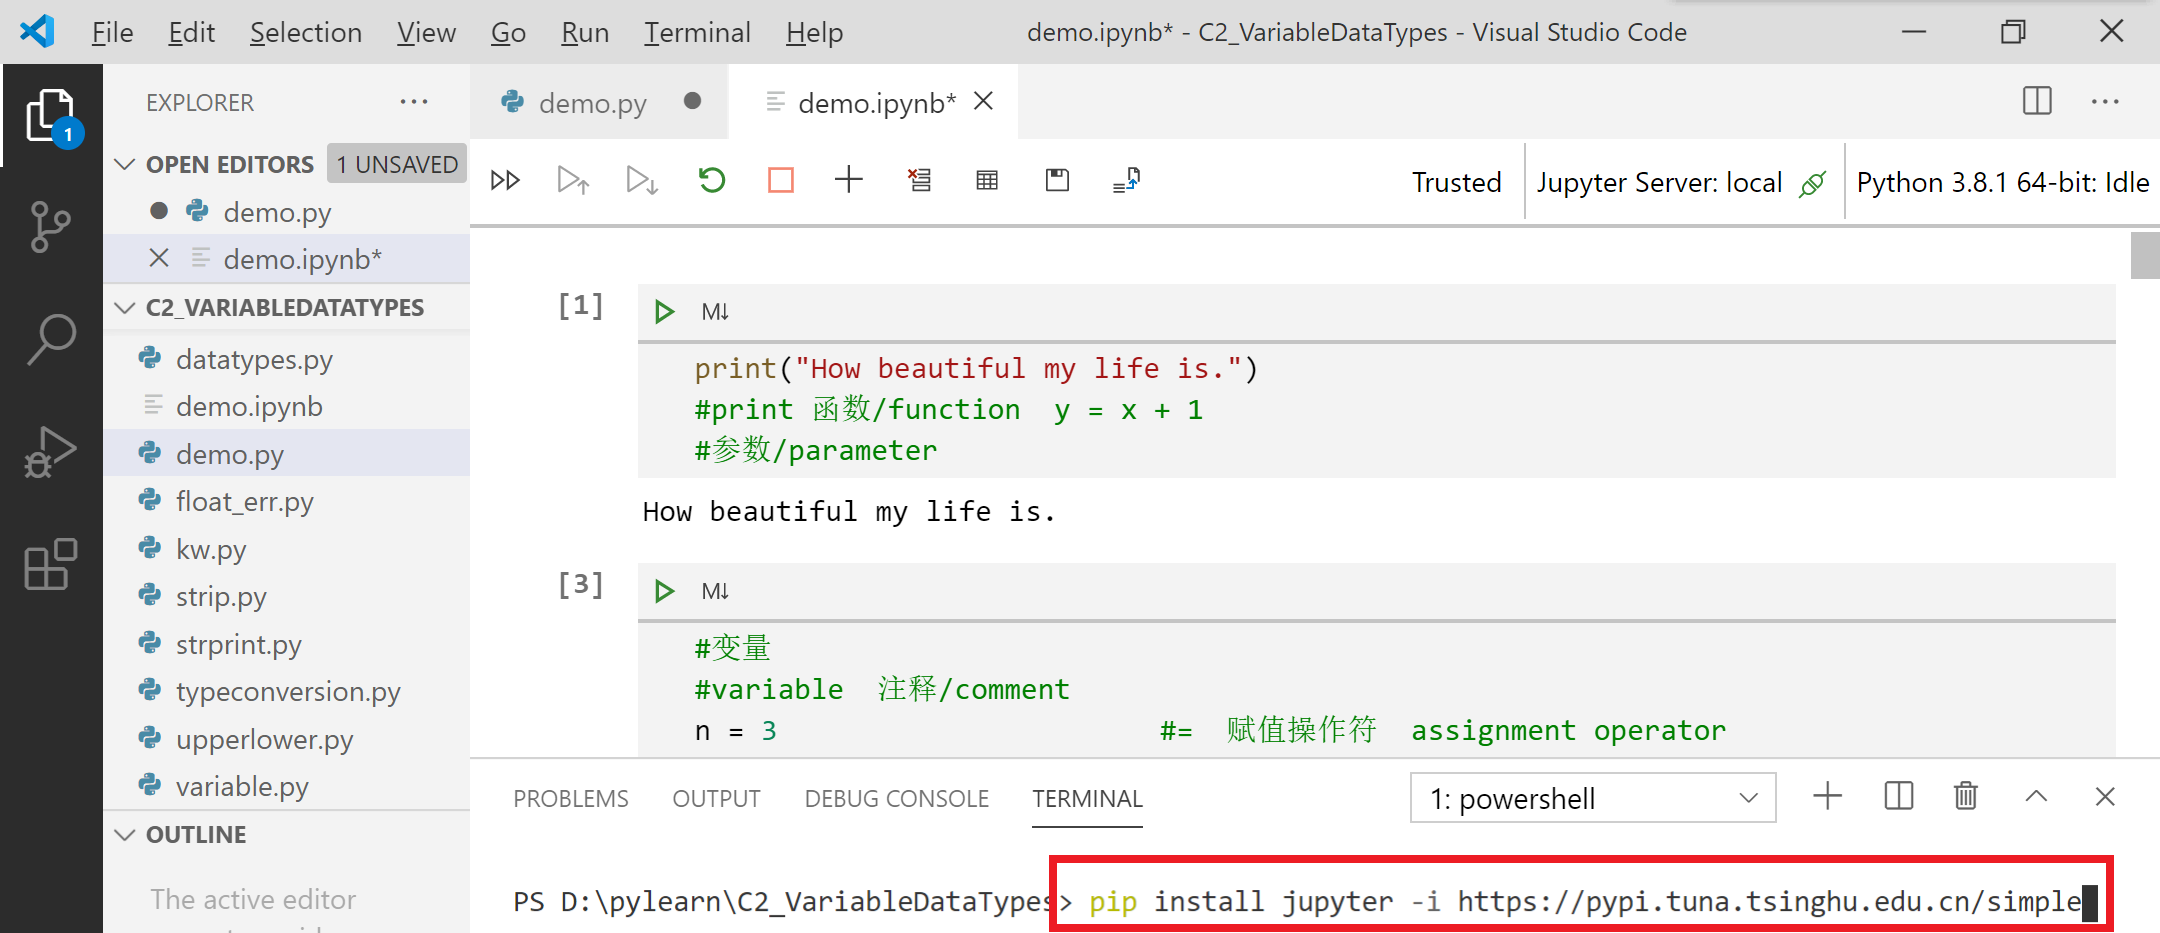 File Edit Selection View Go Run Terminal Help demo.ipynb* - C2_VariableDataTypes - Visual Studio Code
EXPLORER
1
OPEN EDITORS 1 UNSAVED
demo.py
demo.ipynb*
C2_VARIABLEDATATYPES
datatypes.py
demo.ipynb
demo.py
float_err.py
kw.py
strip.py
strprint.py
typeconversion.py
upperlower.py
variable.py
OUTLINE
The active editor
demo.py demo.ipynb*
Trusted Jupyter Server: local Python 3.8.1 64-bit: Idle
[1]
M↓
print("How beautiful my life is.")
#print 函数/function y = x + 1
#参数/parameter
How beautiful my life is.
[3]
M↓
#变量
#variable 注释/comment
n = 3 #= 赋值操作符 assignment operator
PROBLEMS OUTPUT DEBUG CONSOLE TERMINAL 1: powershell
PS D:\pylearn\C2_VariableDataTypes> pip install jupyter -i https://pypi.tuna.tsinghu.edu.cn/simple